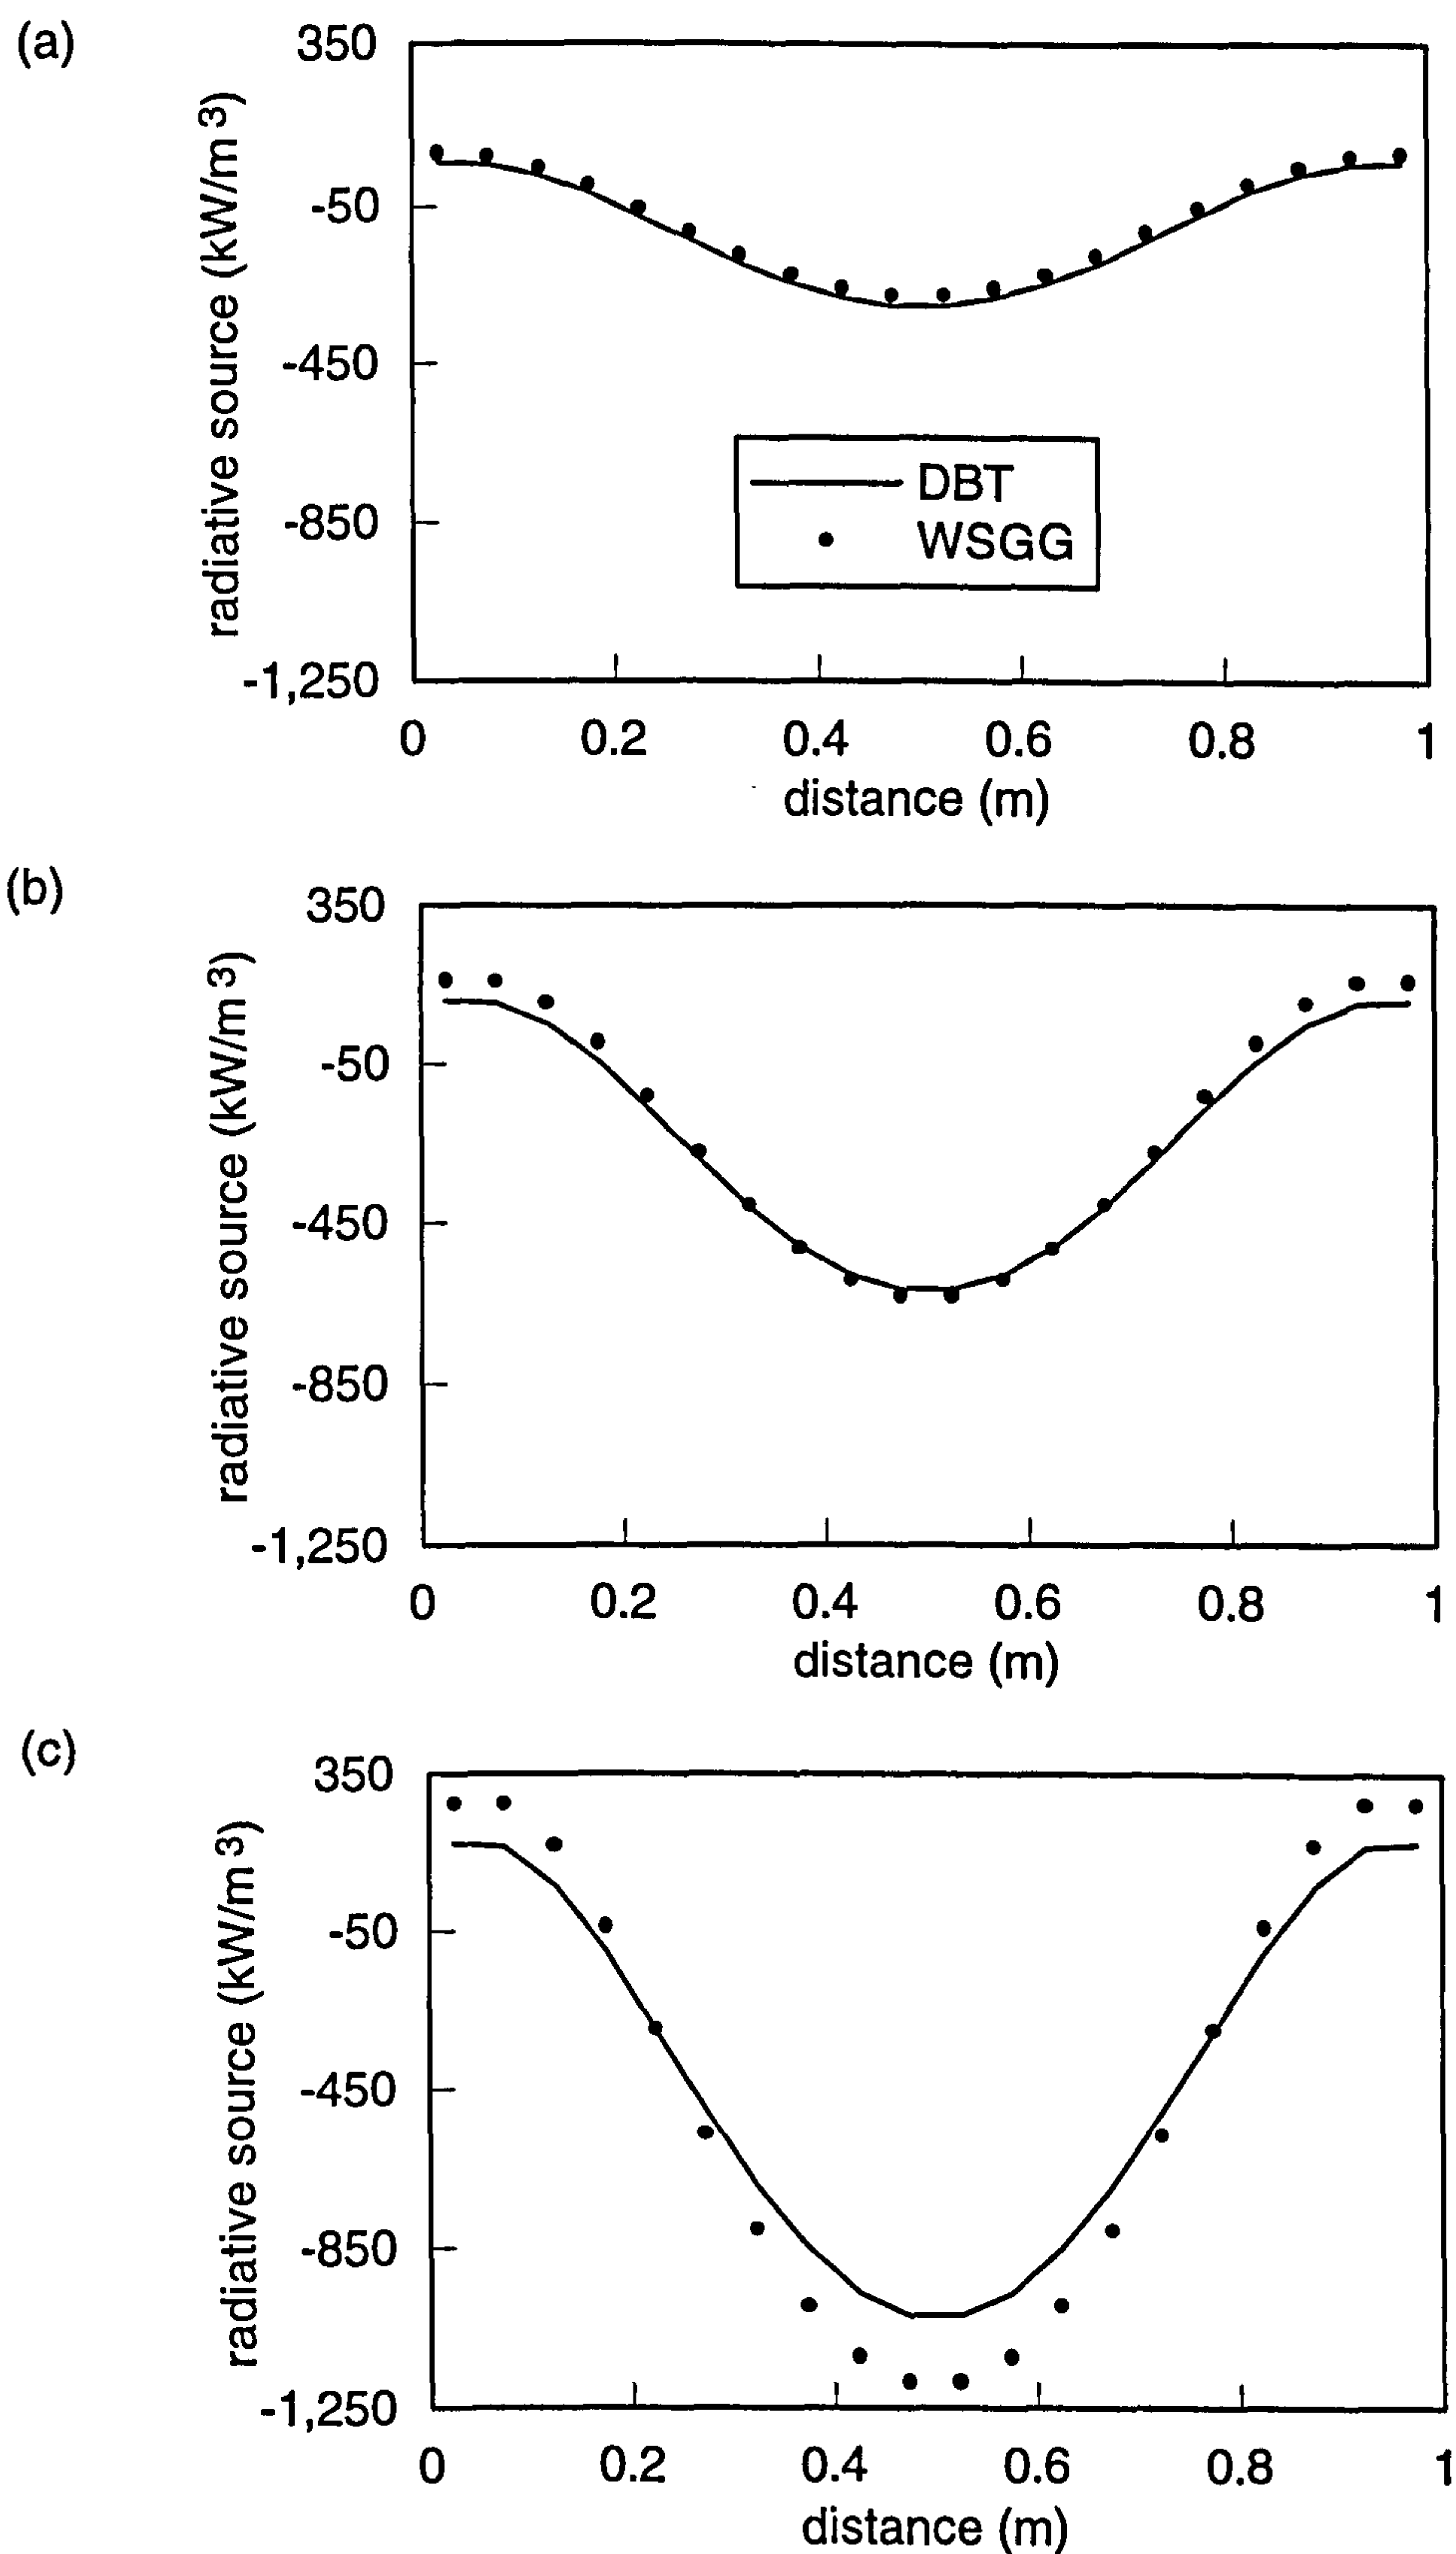 (a)
350
-50
-450
-850
-1,250
radiative source (kW/m³)
DBT
WSGG
0 0.2 0.4 0.6 0.8 1
distance (m)
(b)
350
-50
-450
-850
-1,250
radiative source (kW/m³)
0 0.2 0.4 0.6 0.8 1
distance (m)
(c)
350
-50
-450
-850
-1,250
radiative source (kW/m³)
0 0.2 0.4 0.6 0.8 1
distance (m)